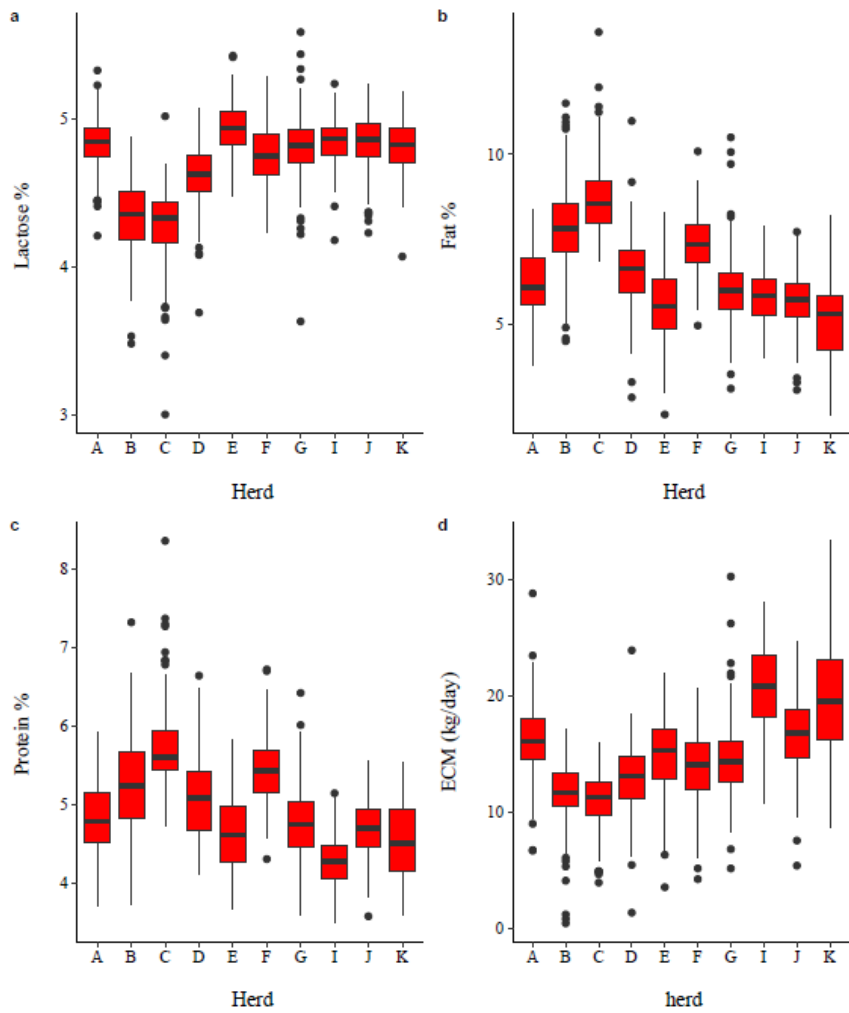 a
Lactose %
5
4
3
A B C D E F G I J K
Herd
b
Fat %
10
5
A B C D E F G I J K
Herd
c
Protein %
8
7
6
5
4
A B C D E F G I J K
Herd
d
ECM (kg/day)
30
20
10
0
A B C D E F G I J K
herd